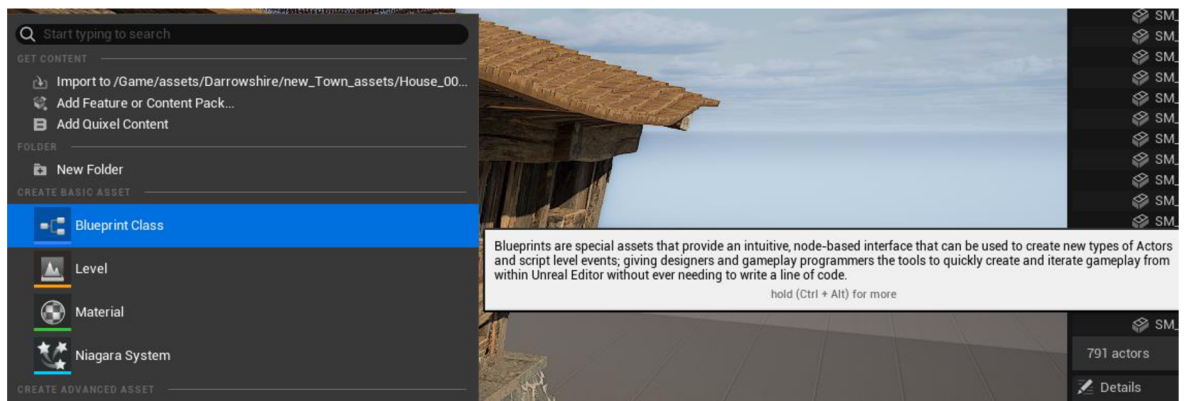 Start typing to search
GET CONTENT
Import to /Game/assets/Darrowshire/new_Town_assets/House_00...
Add Feature or Content Pack...
Add Quixel Content
FOLDER
New Folder
CREATE BASIC ASSET
Blueprint Class
Level
Material
Niagara System
CREATE ADVANCED ASSET
Blueprints are special assets that provide an intuitive, node-based interface that can be used to create new types of Actors
and script level events; giving designers and gameplay programmers the tools to quickly create and iterate gameplay from
within Unreal Editor without ever needing to write a line of code.
hold (Ctrl + Alt) for more
SM_
SM_
SM_
SM_
SM_
SM_
SM_
SM_
SM_
SM_
SM_
SM_
791 actors
Details